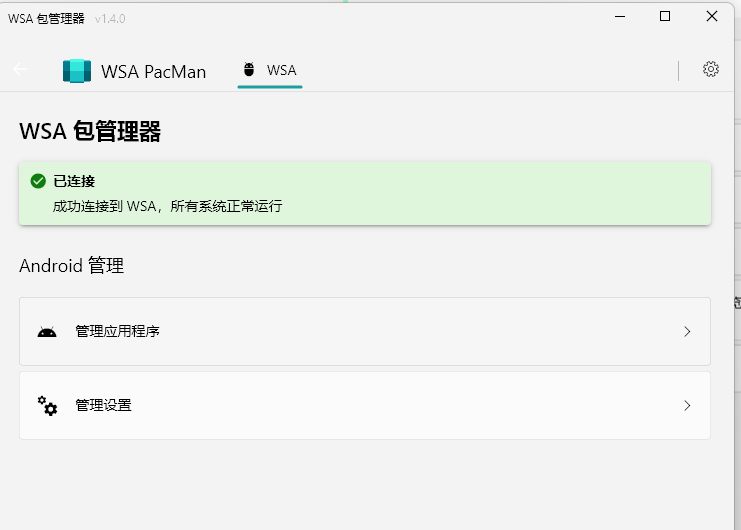 WSA 包管理器 v1.4.0
WSA PacMan WSA
WSA 包管理器
已连接
成功连接到 WSA，所有系统正常运行
Android 管理
管理应用程序
管理设置